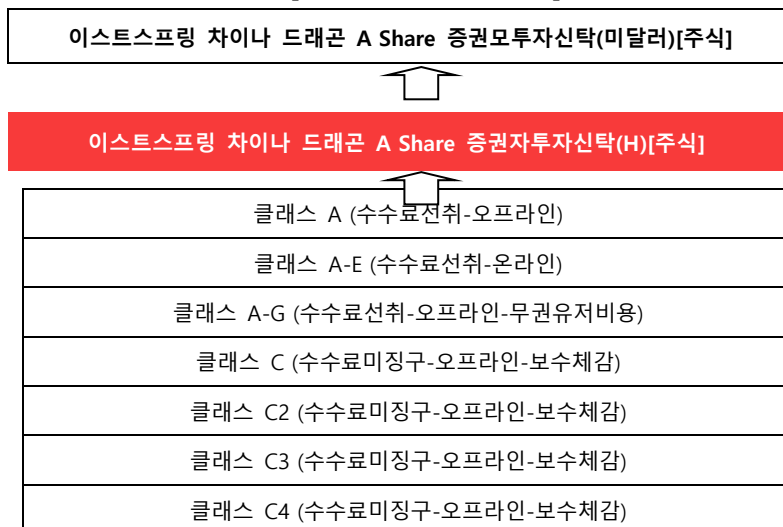 이스트스프링 차이나 드래곤 A Share 증권모투자신탁(미달러)[주식]
이스트스프링 차이나 드래곤 A Share 증권자투자신탁(H)[주식]
클래스 A (수수료선취-오프라인)
클래스 A-E (수수료선취-온라인)
클래스 A-G (수수료선취-오프라인-무권유저비용)
클래스 C (수수료미징구-오프라인-보수체감)
클래스 C2 (수수료미징구-오프라인-보수체감)
클래스 C3 (수수료미징구-오프라인-보수체감)
클래스 C4 (수수료미징구-오프라인-보수체감)